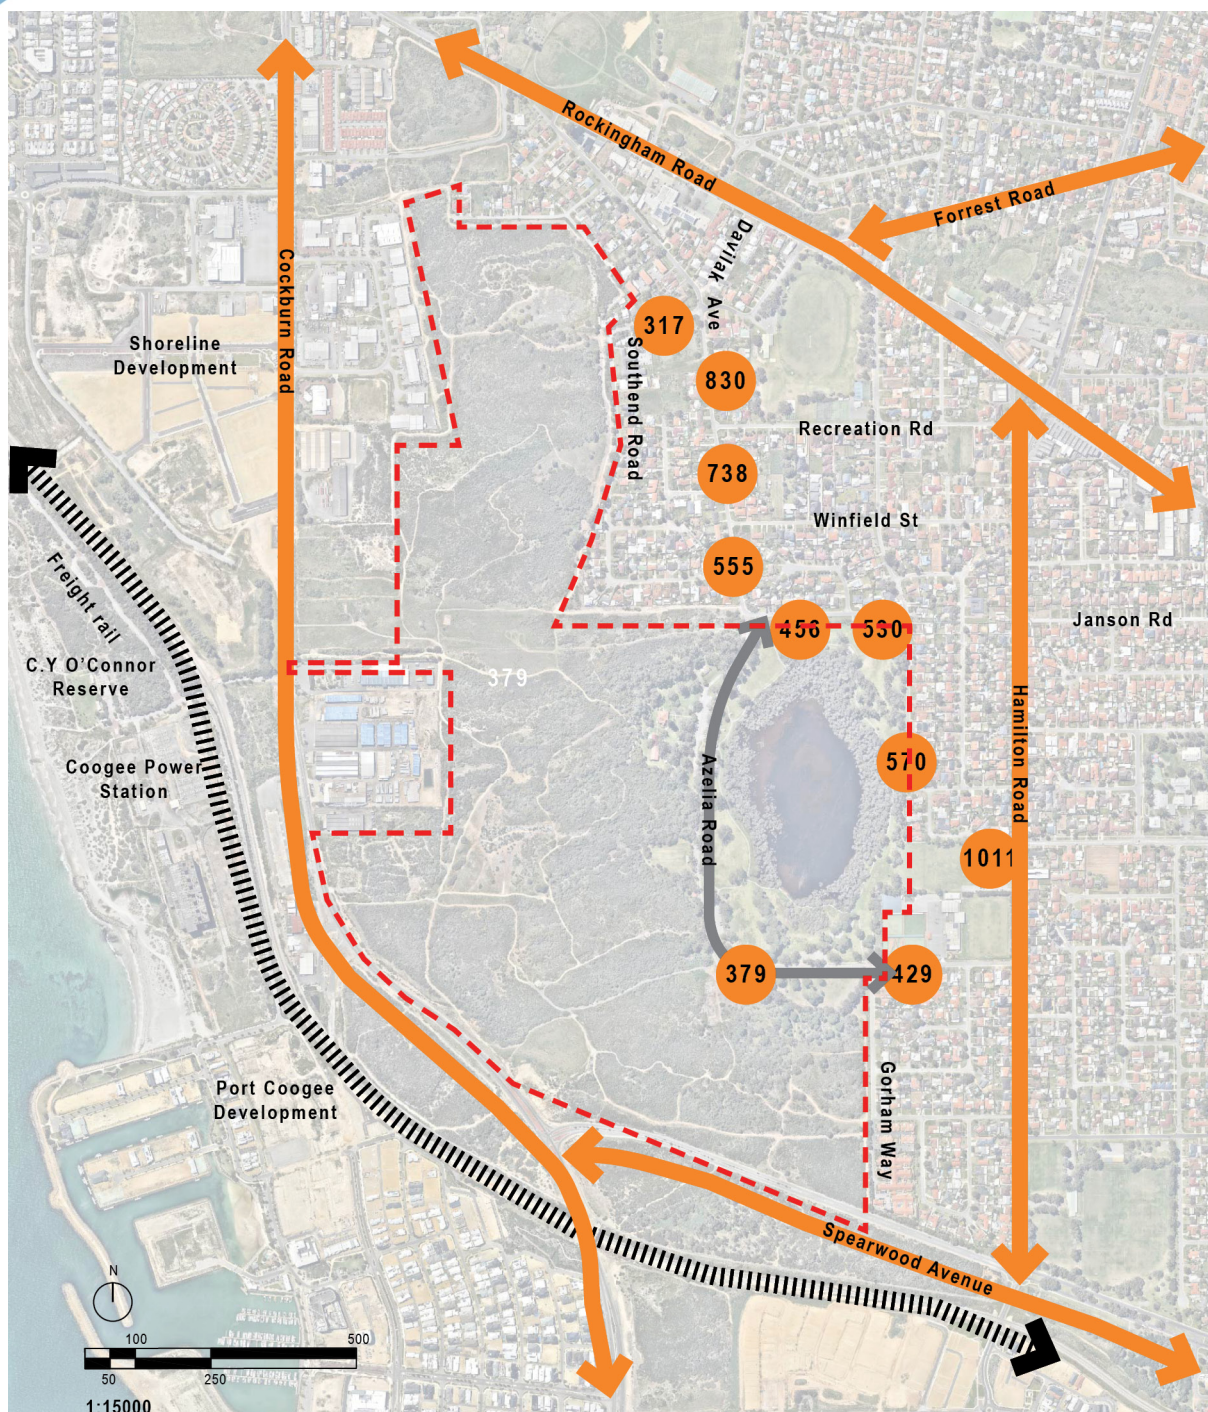 Rockingham Road
Forrest Road
Davilak Ave
Cockburn Road
317
Shoreline
Development
Southend Road
830
Recreation Rd
738
Winfield St
555
Freight rail
456
530
Janson Rd
C.Y O'Connor
Reserve
379
Hamilton Road
Coogee Power
Station
Azelia Road
570
1011
379
429
Port Coogee
Development
Gorham Way
Spearwood Avenue
N
100
500
50
250
1:15000